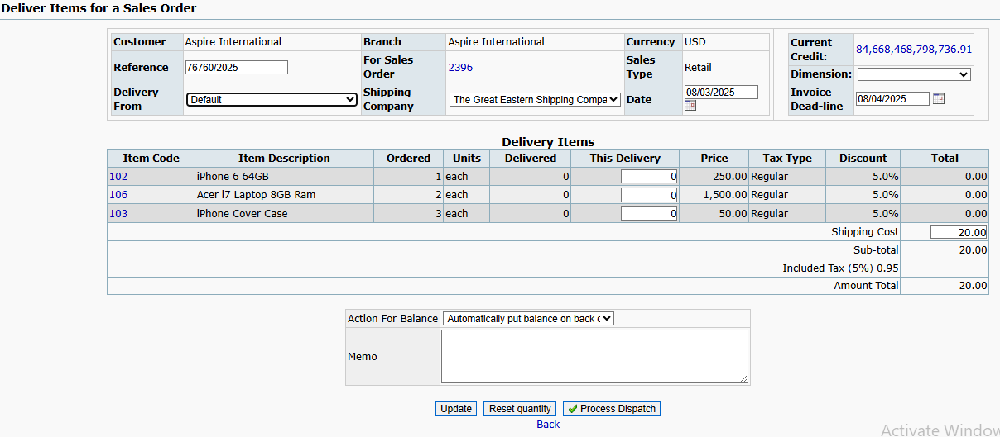 Deliver Items for a Sales Order
Customer Aspire International Branch Aspire International Currency USD
Current Credit: 84,668,468,798,736.91
Reference 76760/2025 For Sales Order 2396 Sales Type Retail
Dimension:
Delivery From Default Shipping Company The Great Eastern Shipping Compa Date 08/03/2025
Invoice Dead-line 08/04/2025
Delivery Items
Item Code Item Description Ordered Units Delivered This Delivery Price Tax Type Discount Total
102 iPhone 6 64GB 1 each 0 0 250.00 Regular 5.0% 0.00
106 Acer i7 Laptop 8GB Ram 2 each 0 0 1,500.00 Regular 5.0% 0.00
103 iPhone Cover Case 3 each 0 0 50.00 Regular 5.0% 0.00
Shipping Cost 20.00
Sub-total 20.00
Included Tax (5%) 0.95
Amount Total 20.00
Action For Balance Automatically put balance on back
Memo
Update Reset quantity Process Dispatch
Back
Activate Window